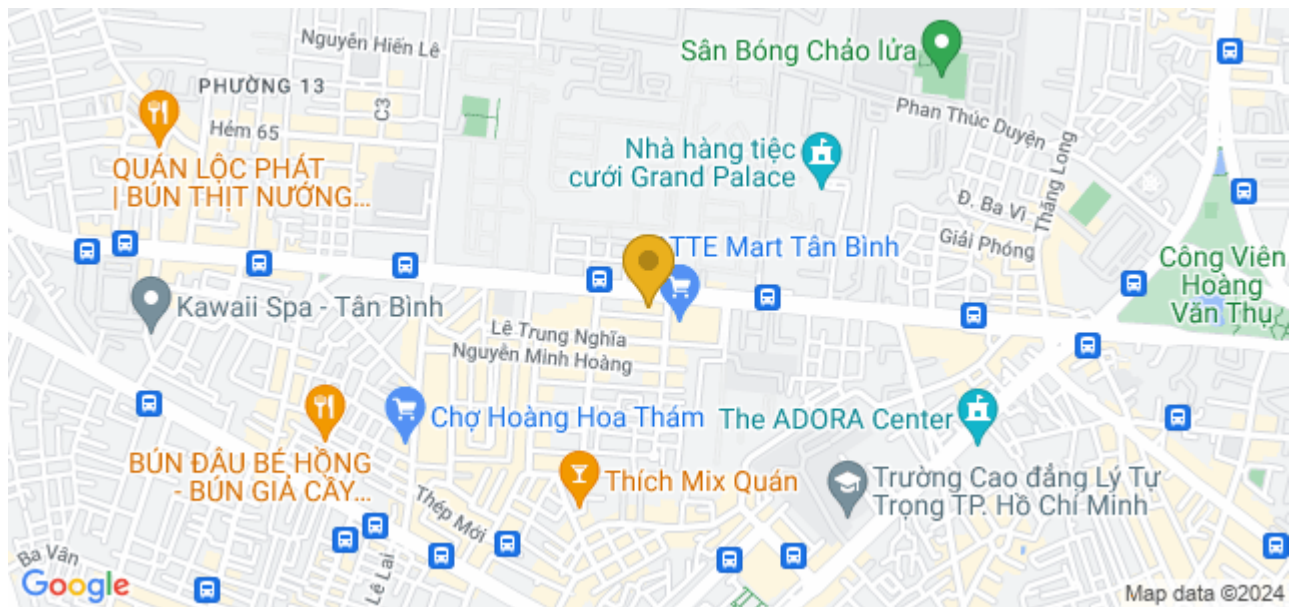 Nguyễn Hiến Lê
Sân Bóng Chảo lửa
PHƯỜNG 13
C3
Phan Thúc Duyện
Hẻm 65
Thăng Long
Nhà hàng tiệc
cưới Grand Palace
QUÁN LỘC PHÁT
| BÚN THỊT NƯỚNG...
Đ. Ba Vì
Giải Phóng
TTE Mart Tân Bình
Công Viên
Hoàng
Văn Thụ
Kawaii Spa - Tân Bình
Lê Trung Nghĩa
Nguyễn Minh Hoàng
Chợ Hoàng Hoa Thám
The ADORA Center
BÚN ĐẬU BÉ HỒNG
- BÚN GIẢ CẦY...
Thích Mix Quán
Trường Cao đẳng Lý Tự
Trọng TP. Hồ Chí Minh
Thép Mới
Lê Lai
Ba Vân
Google
Map data ©2024